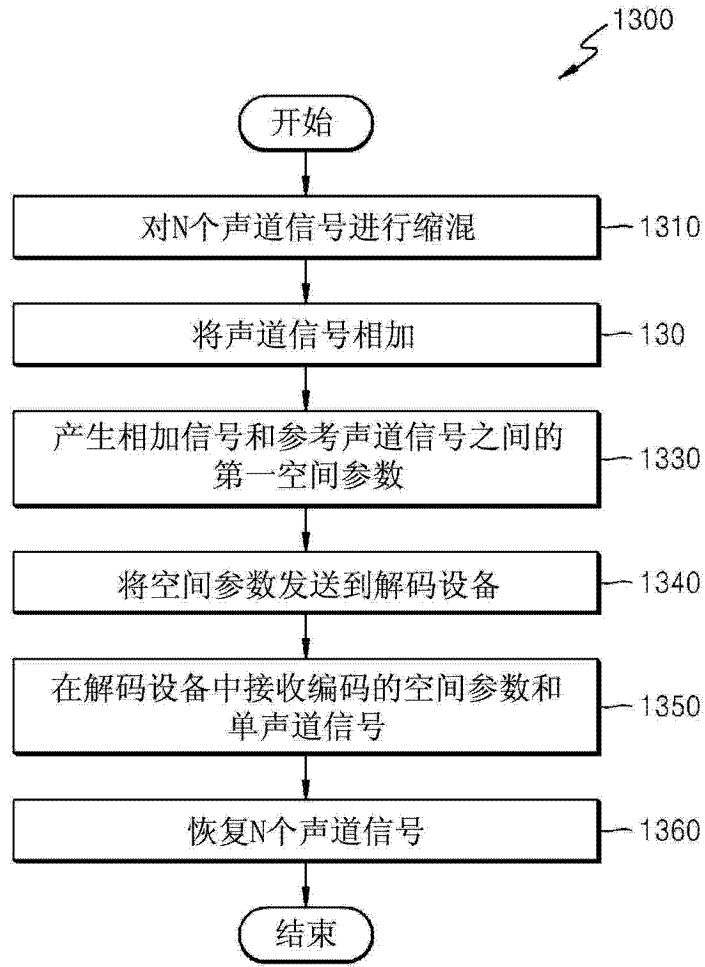 1300
开始
对N个声道信号进行缩混
1310
将声道信号相加
130
产生相加信号和参考声道信号之间的
第一空间参数
1330
将空间参数发送到解码设备
1340
在解码设备中接收编码的空间参数和
单声道信号
1350
恢复N个声道信号
1360
结束